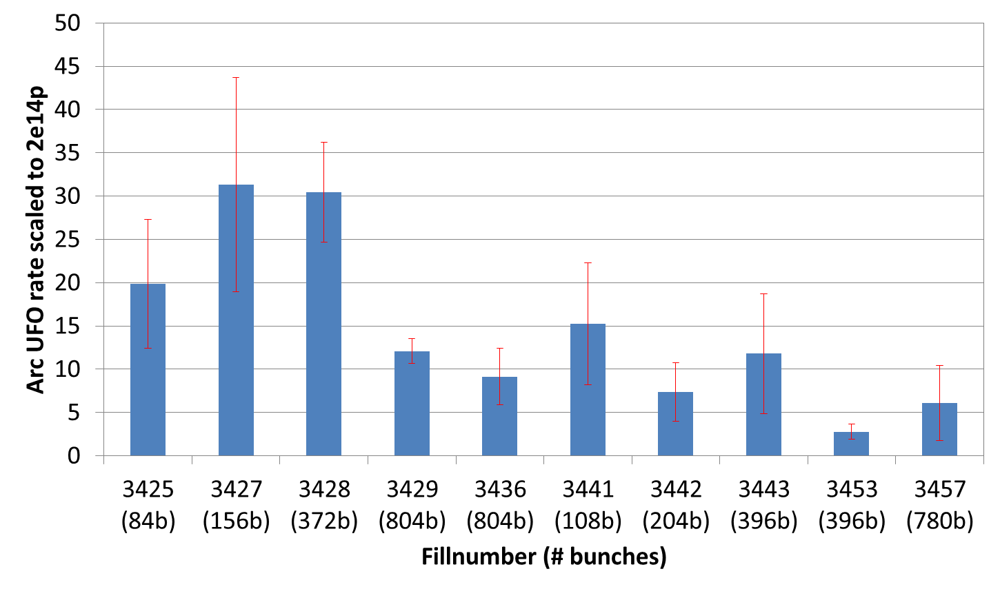 Arc UFO rate scaled to 2e14p
50
45
40
35
30
25
20
15
10
5
0
3425 3427 3428 3429 3436 3441 3442 3443 3453 3457
(84b) (156b) (372b) (804b) (804b) (108b) (204b) (396b) (396b) (780b)
Fillnumber (# bunches)